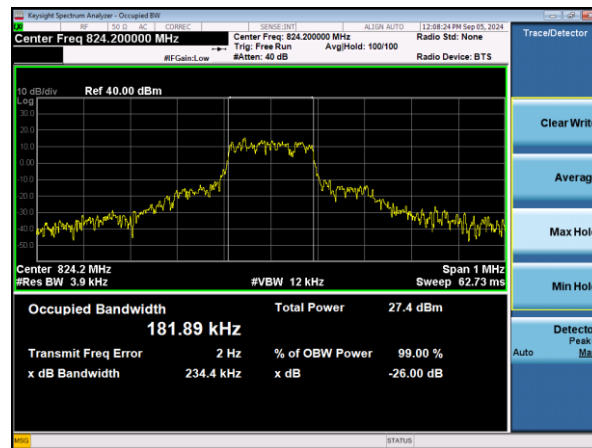 Keysight Spectrum Analyzer - Occupied BW
RF 50 Ω AC CORREC SENSE:INT ALIGN AUTO 12:08:24 PM Sep 05, 2024
Center Freq 824.200000 MHz Center Freq: 824.200000 MHz Radio Std: None
Trig: Free Run Avg|Hold: 100/100
#IFGain:Low #Atten: 40 dB Radio Device: BTS
Trace/Detector
10 dB/div Ref 40.00 dBm
Log
30.0
20.0
10.0
0.00
-10.0
-20.0
-30.0
-40.0
-50.0
Center 824.2 MHz Span 1 MHz
#Res BW 3.9 kHz #VBW 12 kHz Sweep 62.73 ms
Occupied Bandwidth Total Power 27.4 dBm
181.89 kHz
Transmit Freq Error 2 Hz % of OBW Power 99.00 %
x dB Bandwidth 234.4 kHz x dB -26.00 dB
Clear Writ
Averag
Max Hol
Min Hol
Detecto
Peak
Auto Ma
MSG STATUS